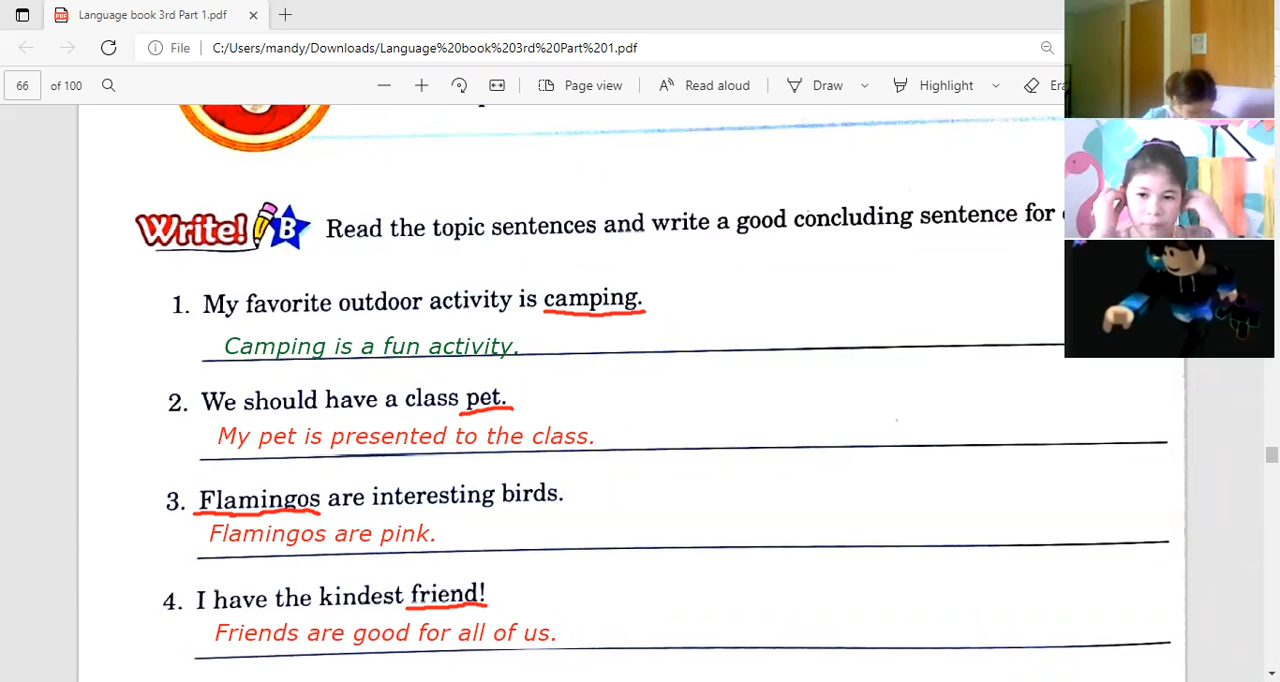 Language book 3rd Part 1.pdf
File C:/Users/mandy/Downloads/Language%20book%203rd%20Part%201.pdf
66 of 100 Page view Read aloud Draw Highlight
Write! B Read the topic sentences and write a good concluding sentence for
1. My favorite outdoor activity is camping.
Camping is a fun activity.
2. We should have a class pet.
My pet is presented to the class.
3. Flamingos are interesting birds.
Flamingos are pink.
4. I have the kindest friend!
Friends are good for all of us.